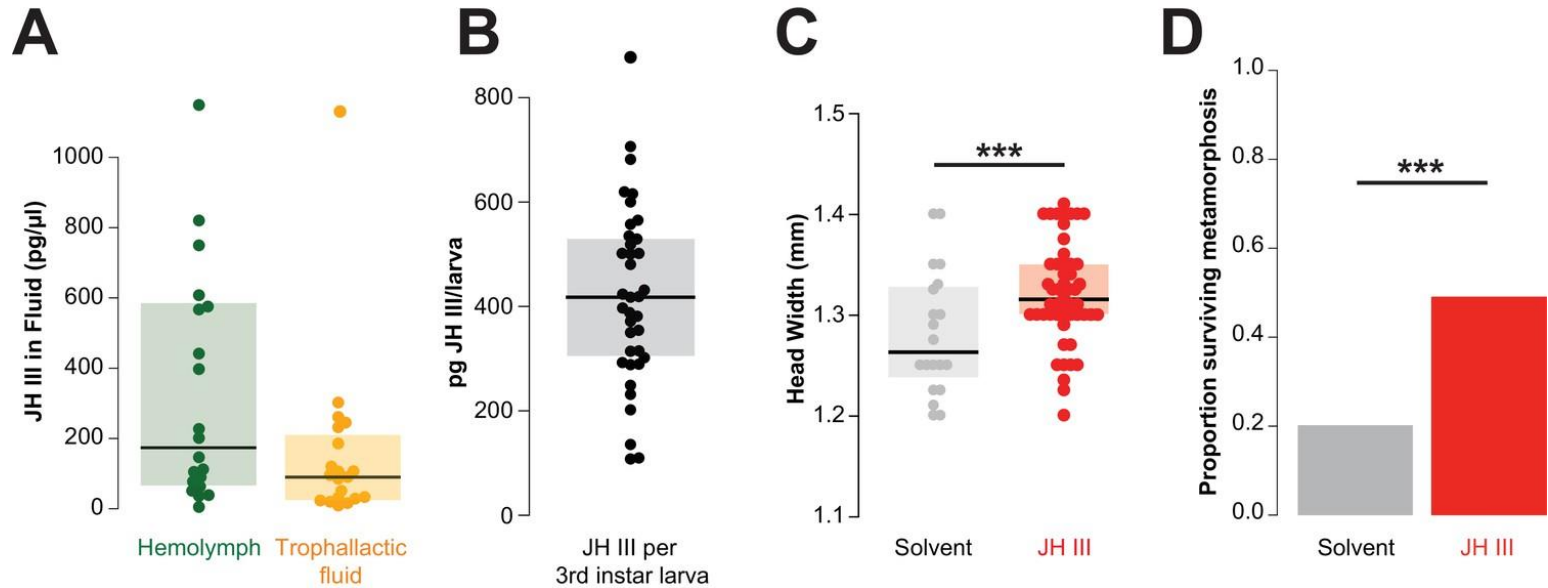 A
JH III in Fluid (pg/µl)
1000
800
600
400
200
0
Hemolymph
Trophallactic
fluid
B
pg JH III/larva
800
600
400
200
0
JH III per
3rd instar larva
C
Head Width (mm)
1.5
1.4
1.3
1.2
1.1
***
Solvent
JH III
D
Proportion surviving metamorphosis
1.0
0.8
0.6
0.4
0.2
0.0
***
Solvent
JH III